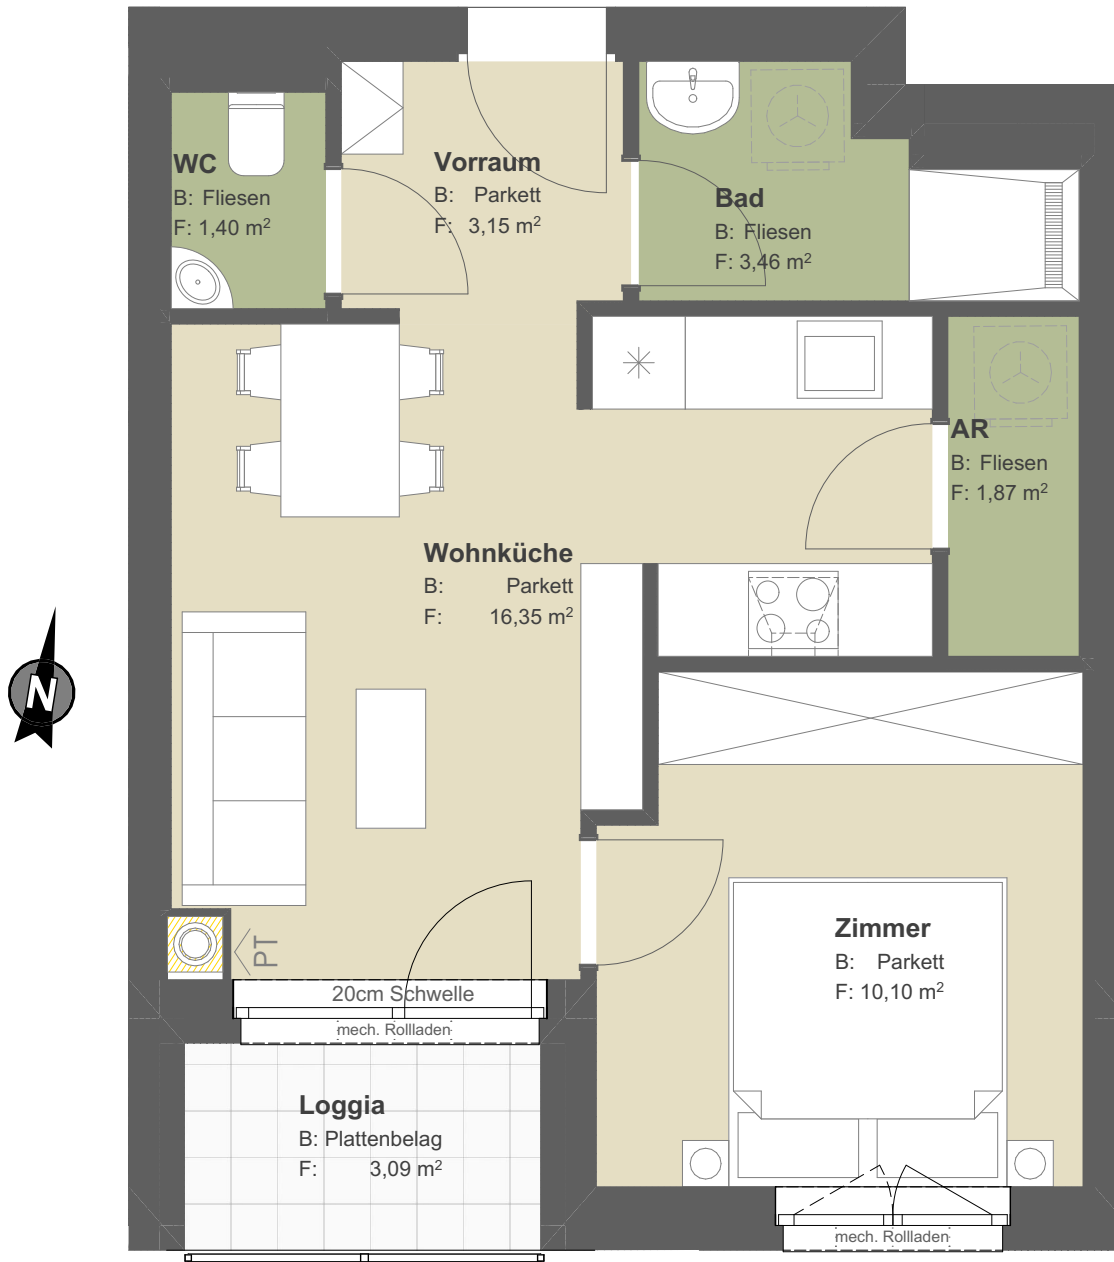 WC
B: Fliesen
F: 1,40 m²
Vorraum
B: Parkett
F: 3,15 m²
Bad
B: Fliesen
F: 3,46 m²
AR
B: Fliesen
F: 1,87 m²
Wohnküche
B: Parkett
F: 16,35 m²
N
Zimmer
B: Parkett
F: 10,10 m²
PT
20cm Schwelle
mech. Rollladen
Loggia
B: Plattenbelag
F: 3,09 m²
mech. Rollladen